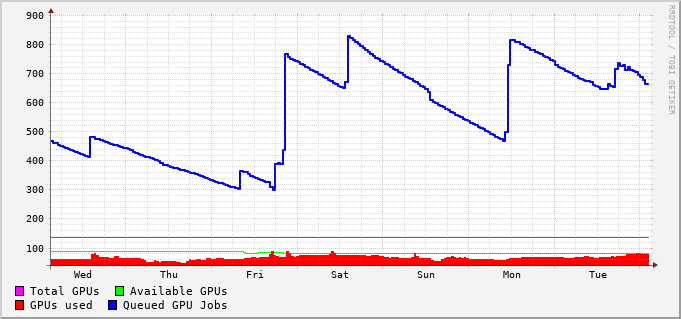 900
800
700
600
500
400
300
200
100
Wed Thu Fri Sat Sun Mon Tue
Total GPUs Available GPUs
GPUs used Queued GPU Jobs
RRDTOOL / TOBI OETIKER